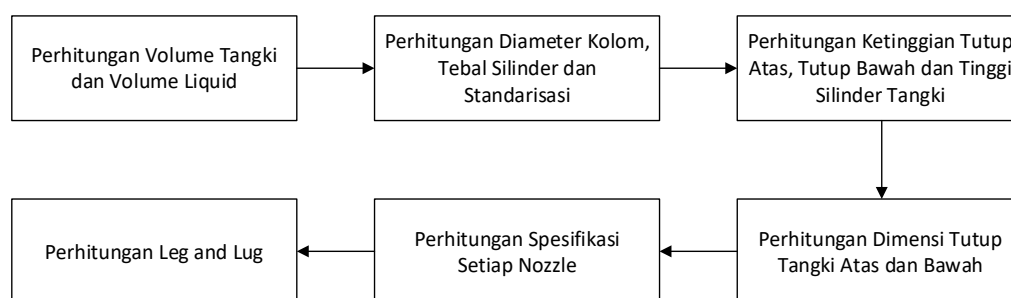 Perhitungan Volume Tangki
dan Volume Liquid
Perhitungan Diameter Kolom,
Tebal Silinder dan
Standarisasi
Perhitungan Ketinggian Tutup
Atas, Tutup Bawah dan Tinggi
Silinder Tangki
Perhitungan Dimensi Tutup
Tangki Atas dan Bawah
Perhitungan Spesifikasi
Setiap Nozzle
Perhitungan Leg and Lug